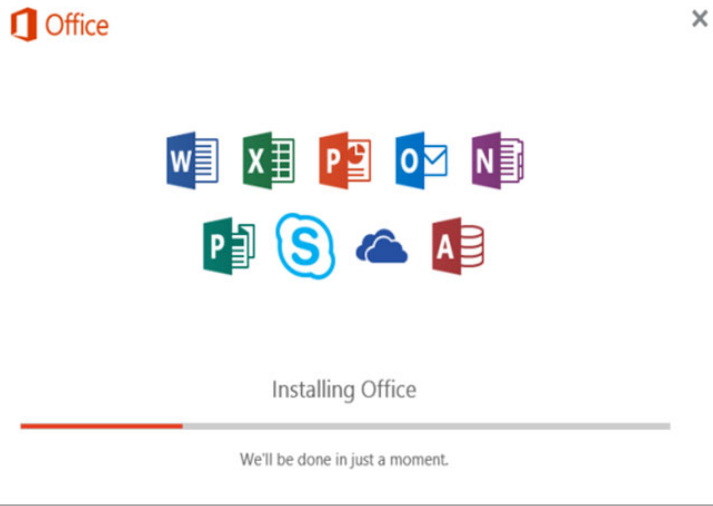 Office
W X P O N
P S A
Installing Office
We'll be done in just a moment.